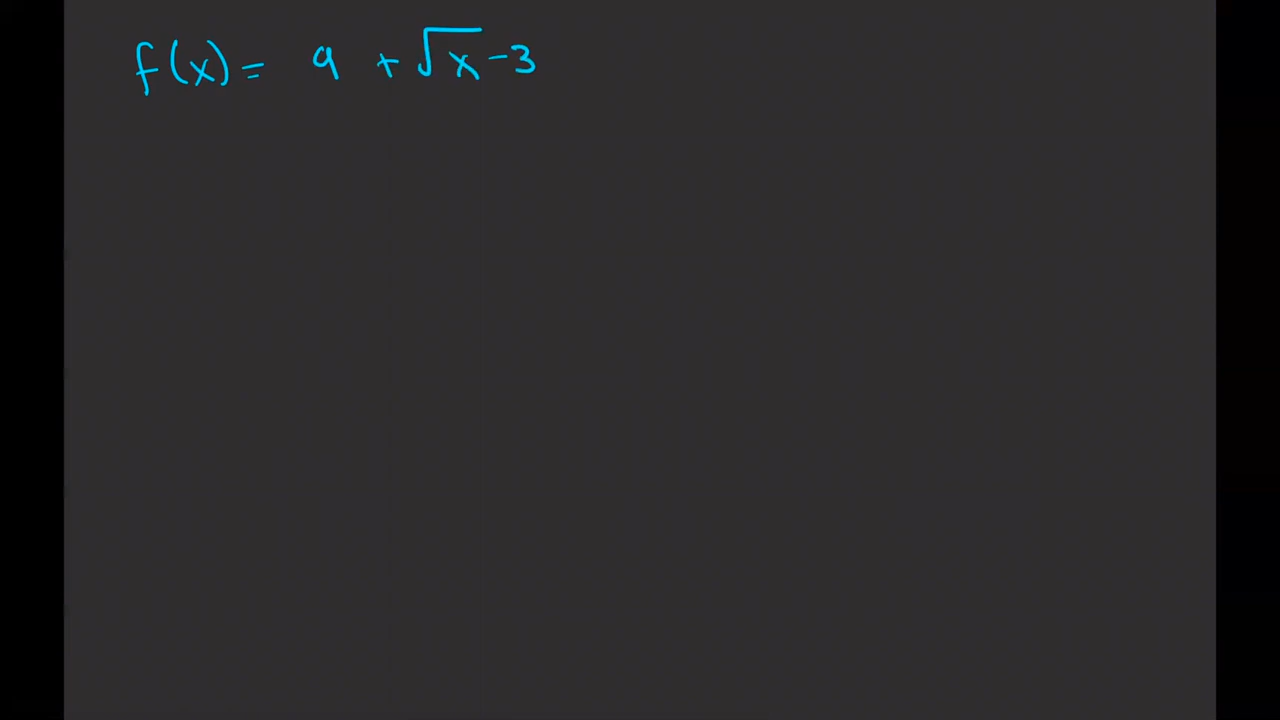 f(x) = 9 + √x - 3